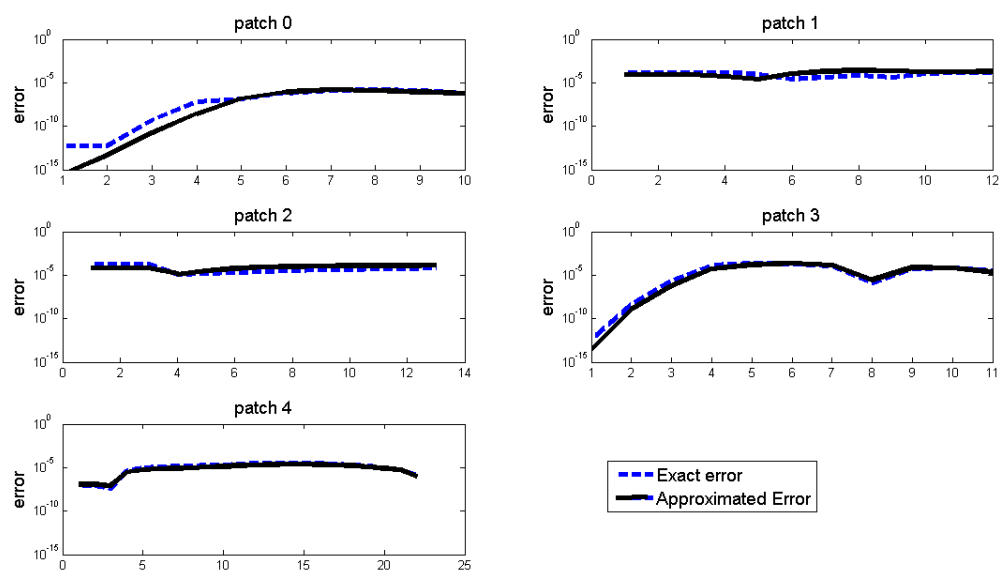 patch 0
10^0
10^-5
10^-10
10^-15
error
1 2 3 4 5 6 7 8 9 10
patch 1
10^0
10^-5
10^-10
10^-15
error
0 2 4 6 8 10 12
patch 2
10^0
10^-5
10^-10
10^-15
error
0 2 4 6 8 10 12 14
patch 3
10^0
10^-5
10^-10
10^-15
error
1 2 3 4 5 6 7 8 9 10 11
patch 4
10^0
10^-5
10^-10
10^-15
error
0 5 10 15 20 25
Exact error
Approximated Error